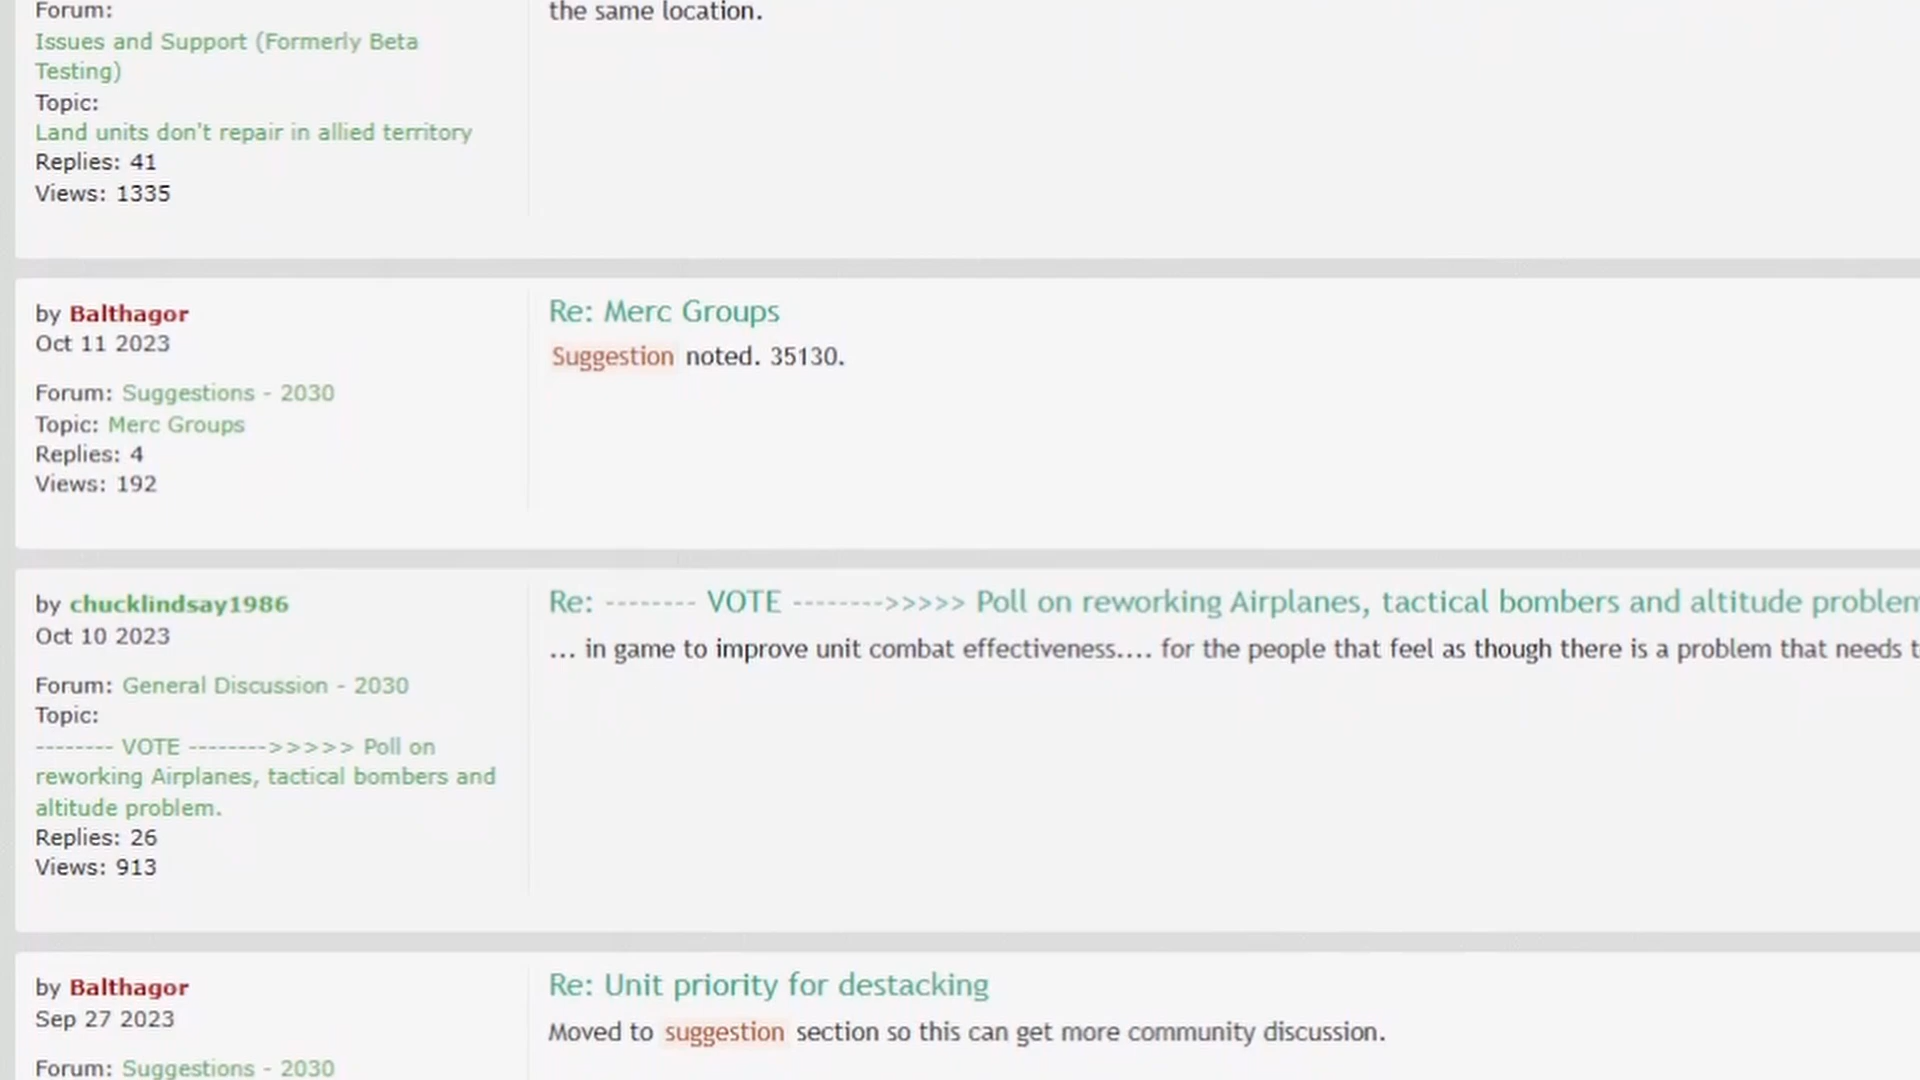 Forum:
Issues and Support (Formerly Beta
Testing)
Topic:
Land units don't repair in allied territory
Replies: 41
Views: 1335
the same location.
by Balthagor
Oct 11 2023
Forum: Suggestions - 2030
Topic: Merc Groups
Replies: 4
Views: 192
Re: Merc Groups
Suggestion noted. 35130.
by chucklindsay1986
Oct 10 2023
Forum: General Discussion - 2030
Topic:
-------- VOTE -------->>>>> Poll on
reworking Airplanes, tactical bombers and
altitude problem.
Replies: 26
Views: 913
Re: -------- VOTE -------->>>>> Poll on reworking Airplanes, tactical bombers and altitude problem
... in game to improve unit combat effectiveness.... for the people that feel as though there is a problem that needs t
by Balthagor
Sep 27 2023
Forum: Suggestions - 2030
Re: Unit priority for destacking
Moved to suggestion section so this can get more community discussion.